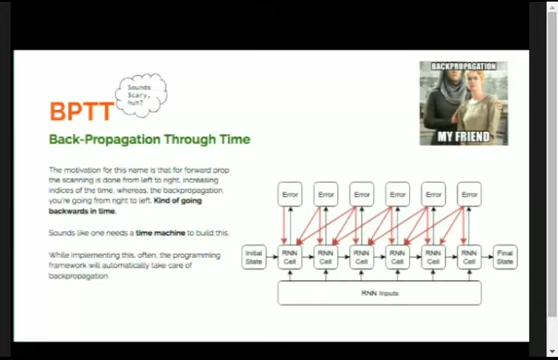 Sounds
Scary,
huh?
BPTT
Back-Propagation Through Time
BACKPROPAGATION
MY FRIEND
The motivation for this name is that for forward prop
the scanning is done from left to right, increasing
indices of the time, whereas, the backpropagation,
you're going from right to left. Kind of going
backwards in time.
Sounds like one needs a time machine to build this.
While implementing this, often, the programming
framework will automatically take care of
backpropagation
Error Error Error Error Error Error
Initial
State
RNN
Cell
RNN
Cell
RNN
Cell
RNN
Cell
RNN
Cell
RNN
Cell
Final
State
RNN Inputs